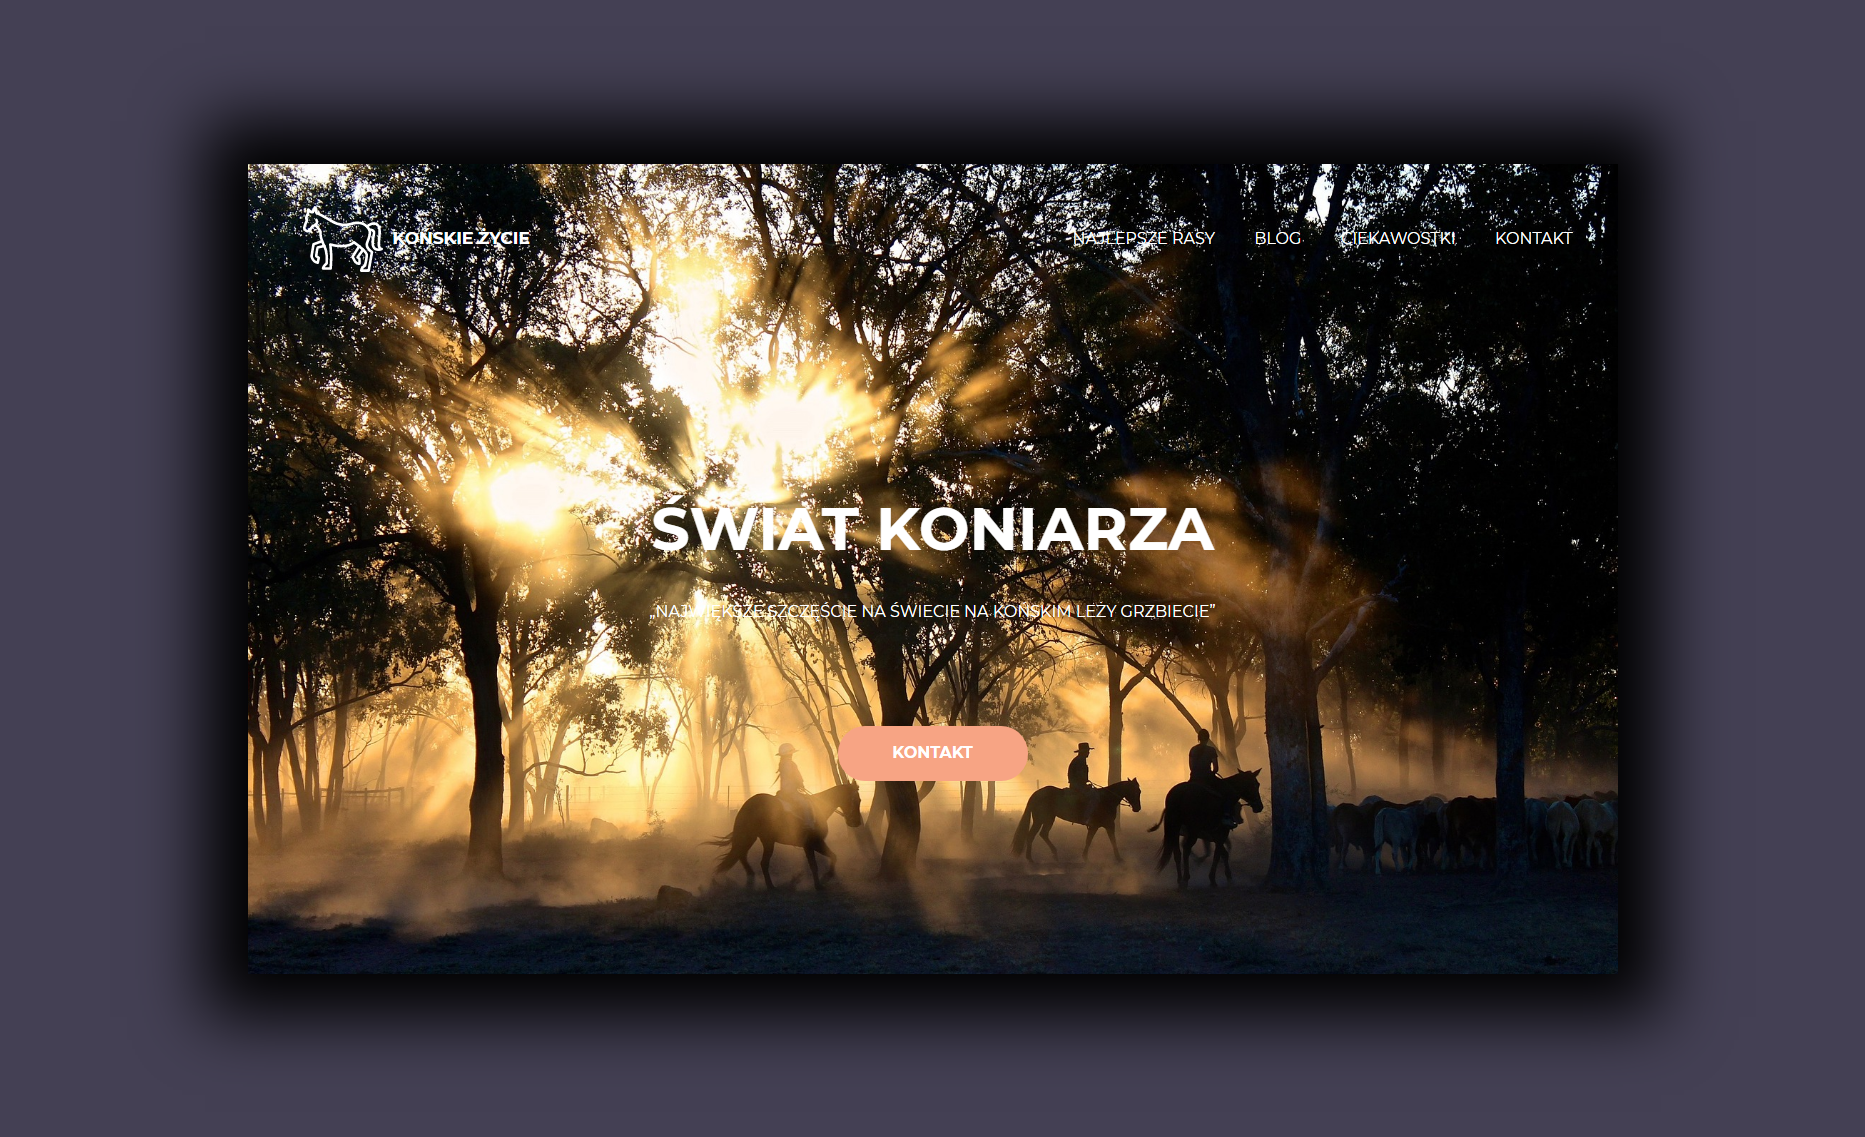 KOŃSKIE ŻYCIE
NAJLEPSZE RASY BLOG CIEKAWOSTKI KONTAKT
ŚWIAT KONIARZA
„NAJWIĘKSZE SZCZĘŚCIE NA ŚWIECIE NA KOŃSKIM LEŻY GRZBIECIE”
KONTAKT